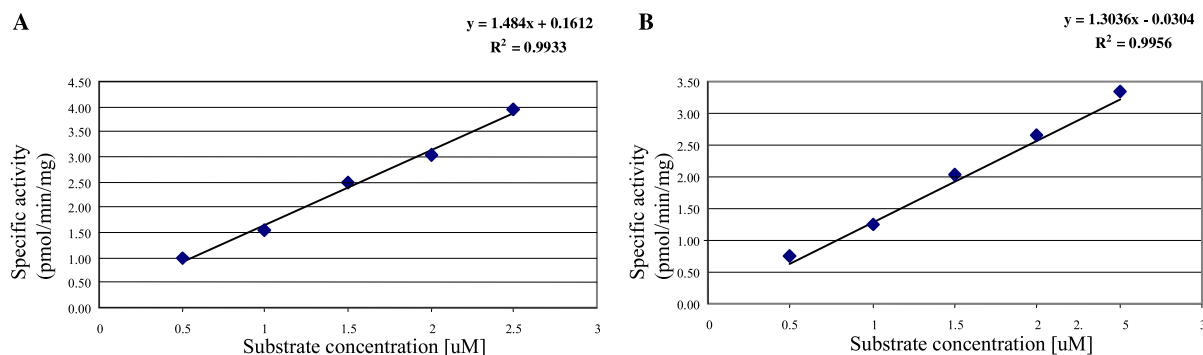 A
y = 1.484x + 0.1612
R² = 0.9933
Specific activity
(pmol/min/mg)
4.50
4.00
3.50
3.00
2.50
2.00
1.50
1.00
0.50
0.00
0 0.5 1 1.5 2 2.5 3
Substrate concentration [uM]
B
y = 1.3036x - 0.0304
R² = 0.9956
Specific activity
(pmol/min/mg)
3.50
3.00
2.50
2.00
1.50
1.00
0.50
0.00
0 0.5 1 1.5 2 2. 5 3
Substrate concentration [uM]